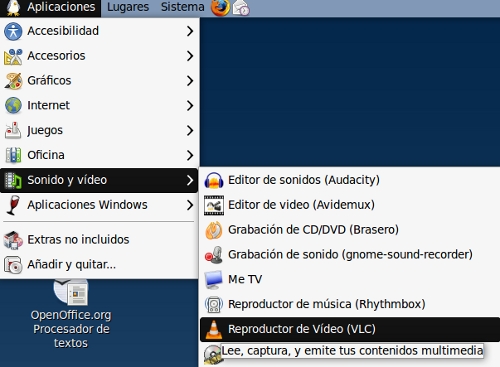 Aplicaciones Lugares Sistema
Accesibilidad
Accesorios
Gráficos
Internet
Juegos
Oficina
Sonido y vídeo
Aplicaciones Windows
Extras no incluidos
Añadir y quitar...
Editor de sonidos (Audacity)
Editor de video (Avidemux)
Grabación de CD/DVD (Brasero)
Grabación de sonido (gnome-sound-recorder)
Me TV
Reproductor de música (Rhythmbox)
Reproductor de Vídeo (VLC)
Lee, captura, y emite tus contenidos multimedia
OpenOffice.org
Procesador de
textos